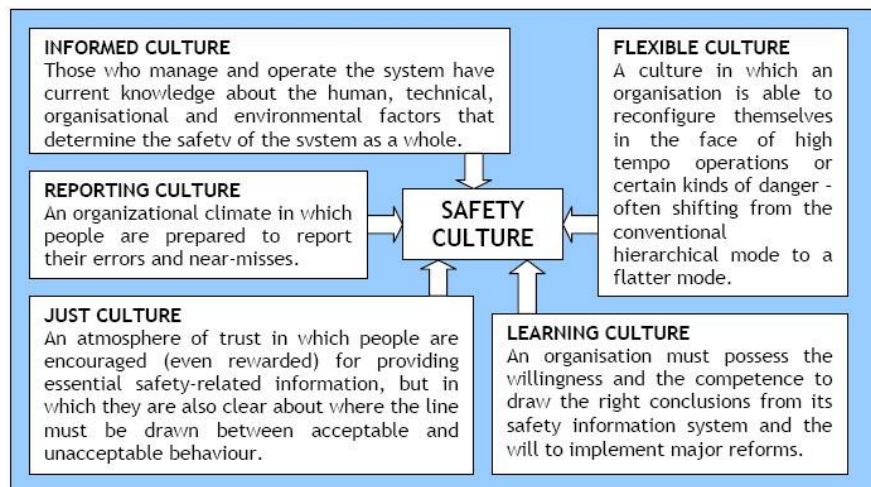 INFORMED CULTURE
Those who manage and operate the system have
current knowledge about the human, technical,
organisational and environmental factors that
determine the safety of the system as a whole.
FLEXIBLE CULTURE
A culture in which an
organisation is able to
reconfigure themselves
in the face of high
tempo operations or
certain kinds of danger -
often shifting from the
conventional
hierarchical mode to a
flatter mode.
REPORTING CULTURE
An organizational climate in which
people are prepared to report
their errors and near-misses.
SAFETY
CULTURE
JUST CULTURE
An atmosphere of trust in which people are
encouraged (even rewarded) for providing
essential safety-related information, but in
which they are also clear about where the line
must be drawn between acceptable and
unacceptable behaviour.
LEARNING CULTURE
An organisation must possess the
willingness and the competence to
draw the right conclusions from its
safety information system and the
will to implement major reforms.